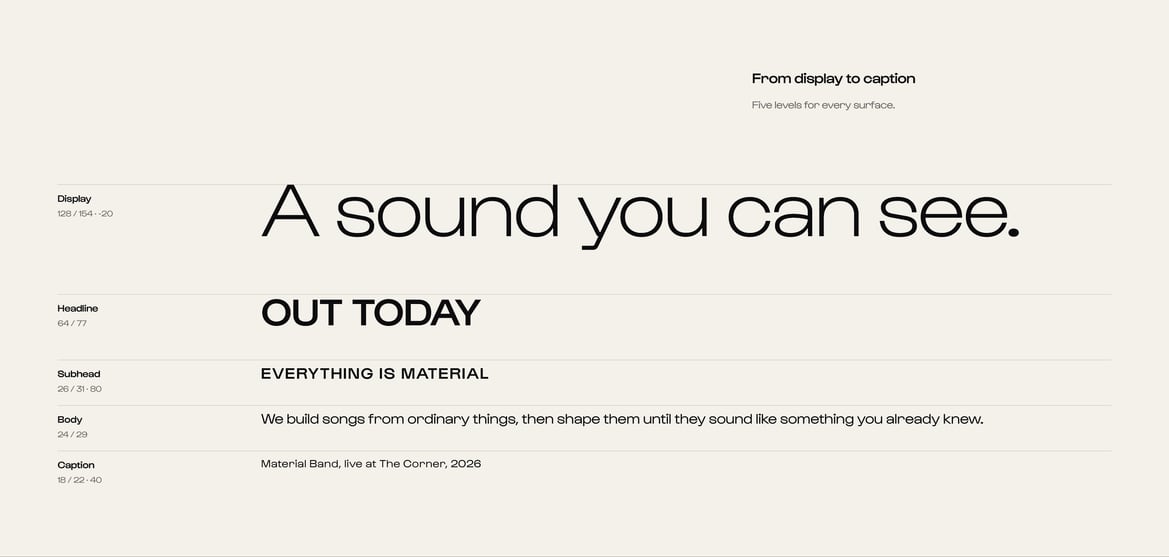 From display to caption
Five levels for every surface.
Display
128 / 154 · -20
A sound you can see.
Headline
64 / 77
OUT TODAY
Subhead
26 / 31 · 80
EVERYTHING IS MATERIAL
Body
24 / 29
We build songs from ordinary things, then shape them until they sound like something you already knew.
Caption
18 / 22 · 40
Material Band, live at The Corner, 2026